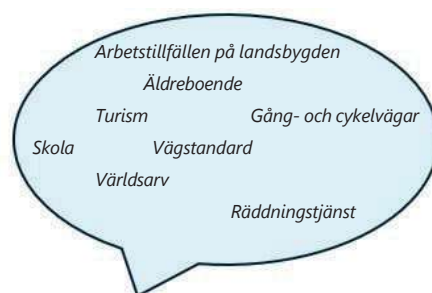 Arbetstillfällen på landsbygden
Äldreboende
Turism Gång- och cykelvägar
Skola Vägstandard
Världsarv
Räddningstjänst